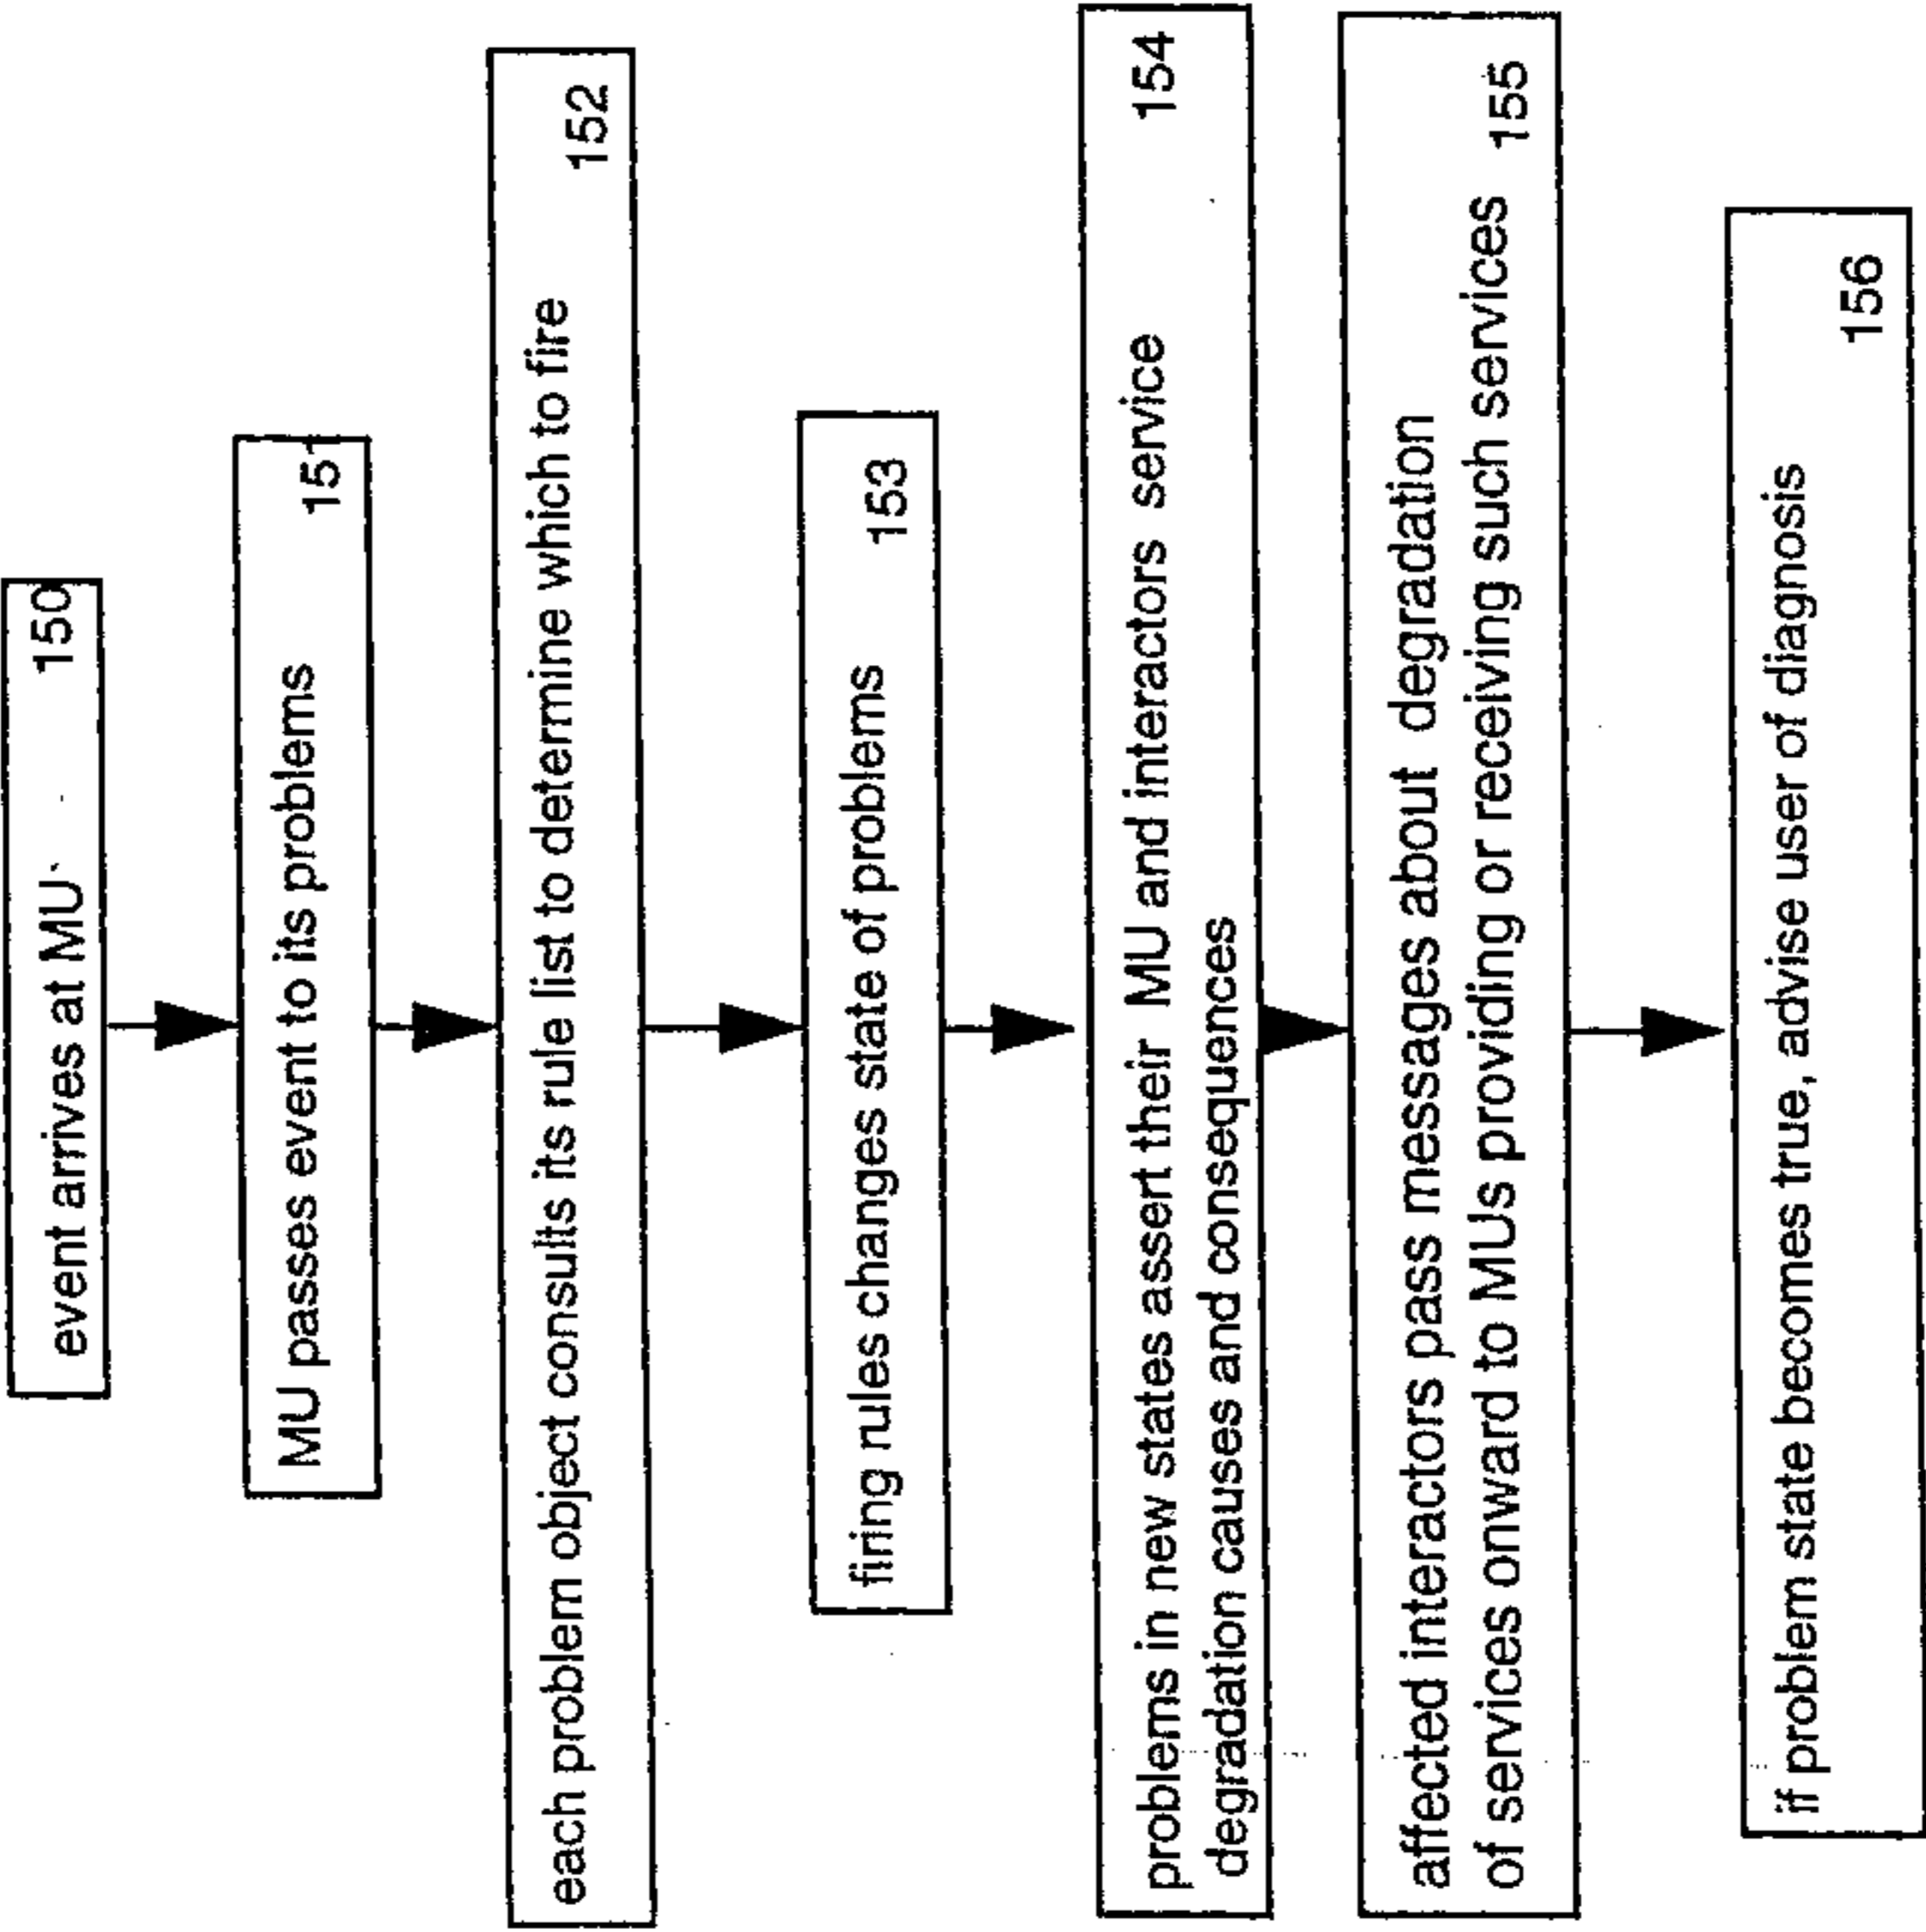 event arrives at MU 150
MU passes event to its problems 151
each problem object consults its rule list to determine which to fire
152
firing rules changes state of problems 153
problems in new states assert their MU and interactors service 154
degradation causes and consequences
affected interactors pass messages about degradation
of services onward to MUs providing or receiving such services 155
if problem state becomes true, advise user of diagnosis
156